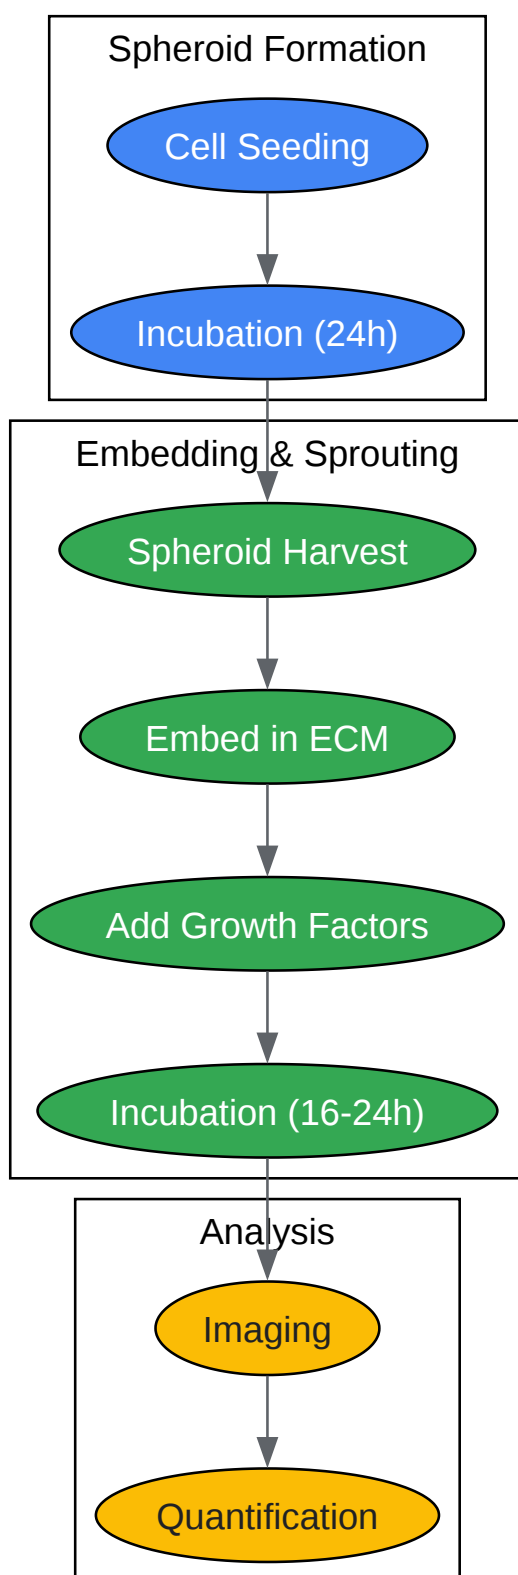 Spheroid Formation
Cell Seeding
Incubation (24h)
Embedding & Sprouting
Spheroid Harvest
Embed in ECM
Add Growth Factors
Incubation (16-24h)
Analysis
Imaging
Quantification